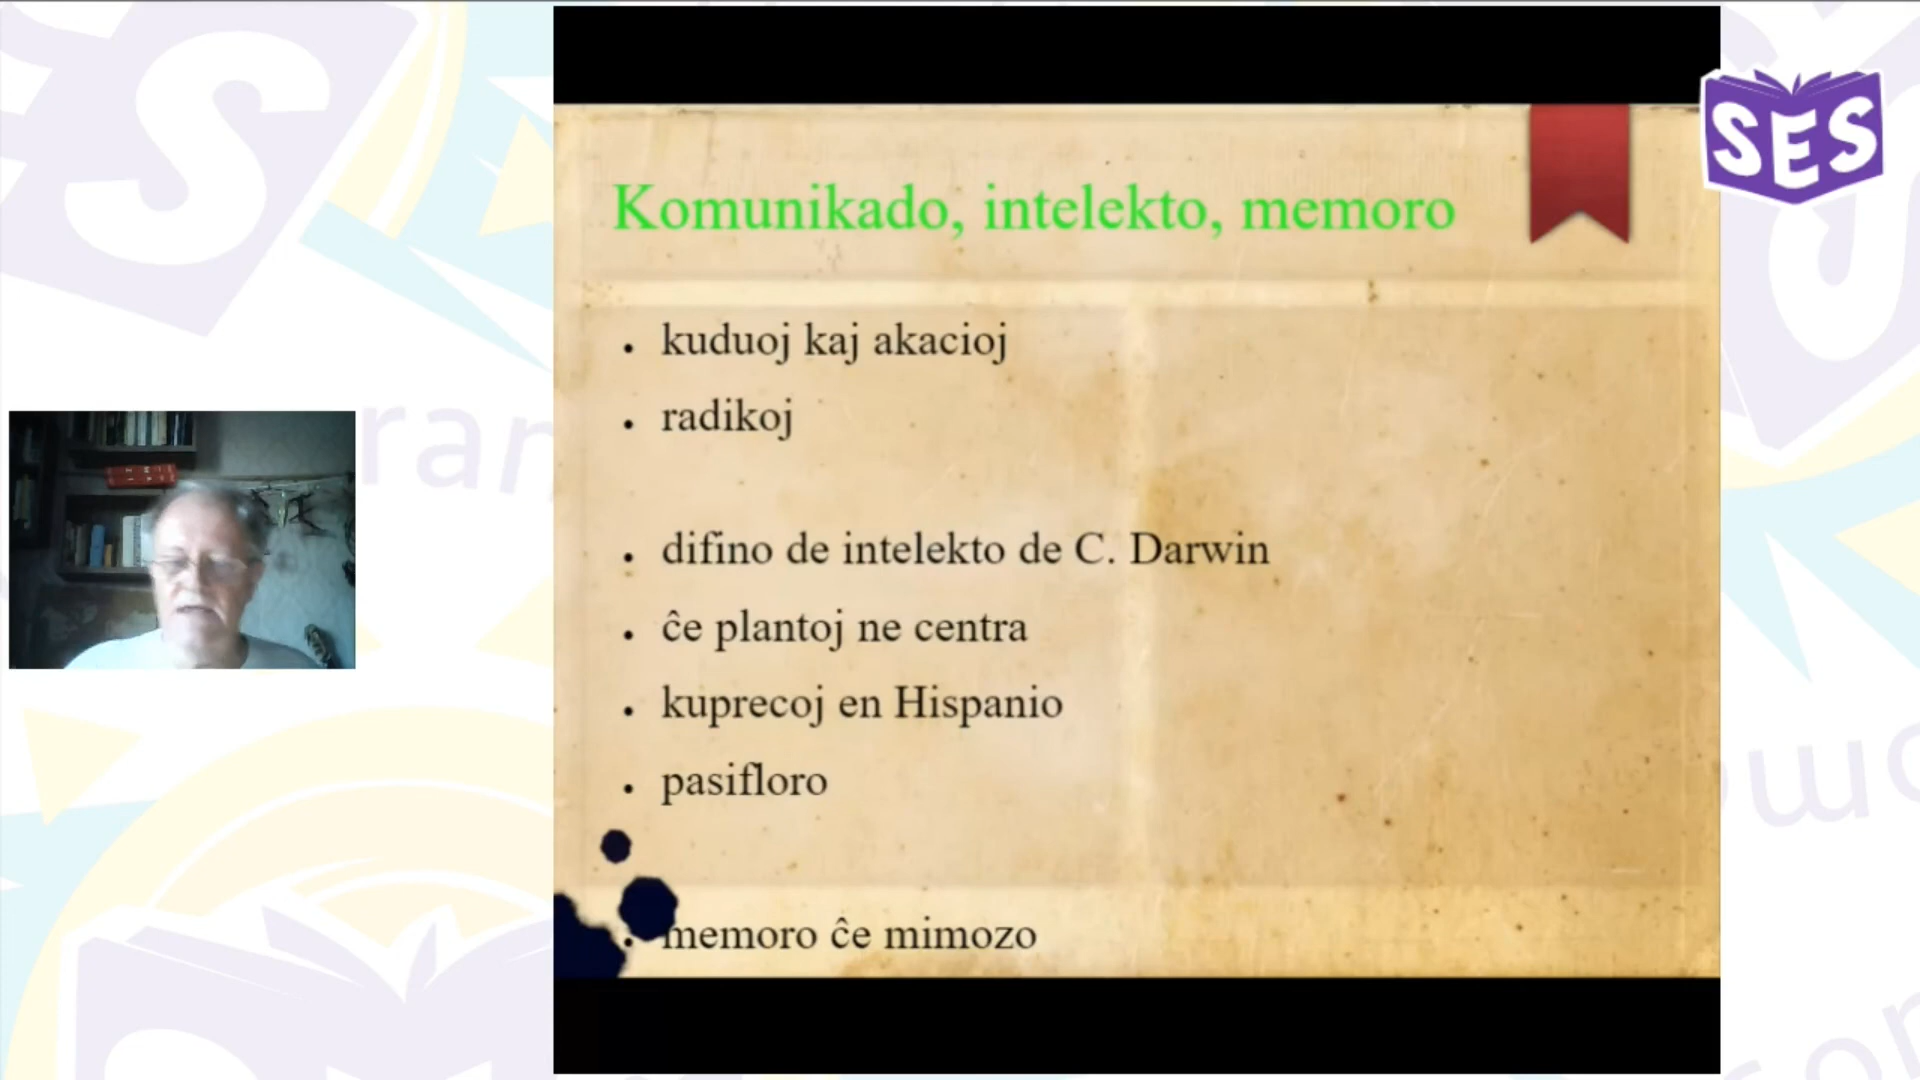 SES
Komunikado, intelekto, memoro
• kuduoj kaj akacioj
• radikoj
• difino de intelekto de C. Darwin
• ĉe plantoj ne centra
• kuprecoj en Hispanio
• pasifloro
• memoro ĉe mimozo